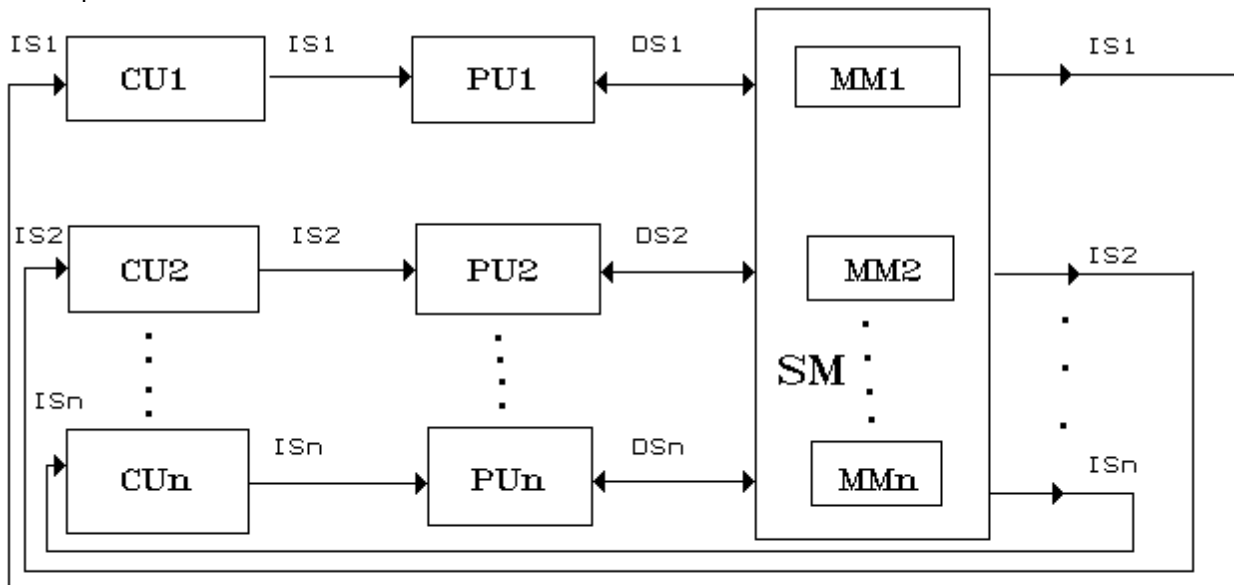 IS1 IS1 DS1 IS1
CU1 PU1 MM1
IS2 IS2 DS2 IS2
CU2 PU2 MM2
SM
ISn ISn DSn ISn
CUn PUn MMn